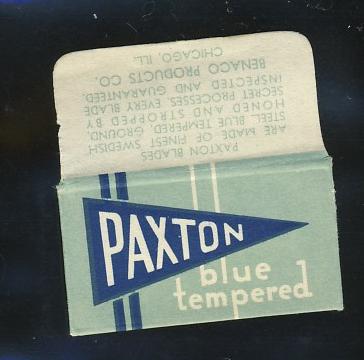 PAXTON BLADES
ARE MADE OF FINEST SWEDISH
STEEL BLUE TEMPERED, GROUND,
HONED AND STROPPED BY
SECRET PROCESSES. EVERY BLADE
INSPECTED AND GUARANTEED.
BENACO PRODUCTS CO.
CHICAGO, ILL.
PAXTON
blue
tempered